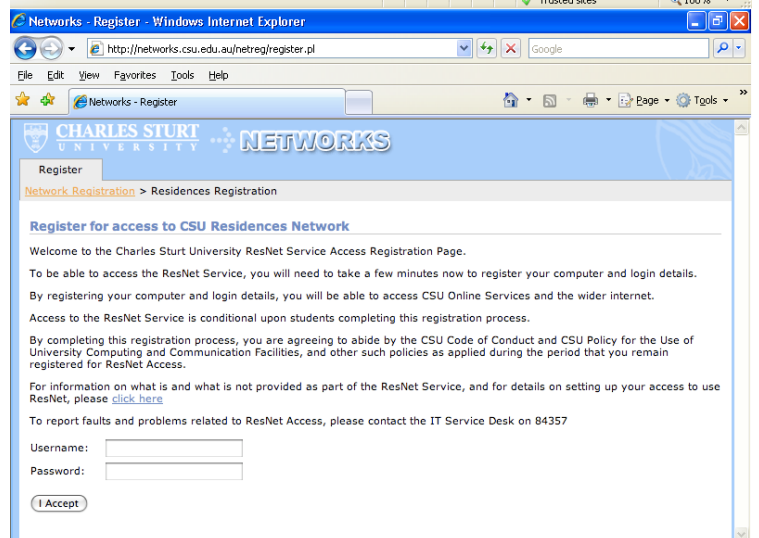 Trusted sites 100%
Networks - Register - Windows Internet Explorer
http://networks.csu.edu.au/netreg/register.pl Google
File Edit View Favorites Tools Help
Networks - Register Page Tools »
CHARLES STURT
UNIVERSITY NETWORKS
Register
Network Registration > Residences Registration
Register for access to CSU Residences Network
Welcome to the Charles Sturt University ResNet Service Access Registration Page.
To be able to access the ResNet Service, you will need to take a few minutes now to register your computer and login details.
By registering your computer and login details, you will be able to access CSU Online Services and the wider internet.
Access to the ResNet Service is conditional upon students completing this registration process.
By completing this registration process, you are agreeing to abide by the CSU Code of Conduct and CSU Policy for the Use of
University Computing and Communication Facilities, and other such policies as applied during the period that you remain
registered for ResNet Access.
For information on what is and what is not provided as part of the ResNet Service, and for details on setting up your access to use
ResNet, please click here
To report faults and problems related to ResNet Access, please contact the IT Service Desk on 84357
Username:
Password:
I Accept